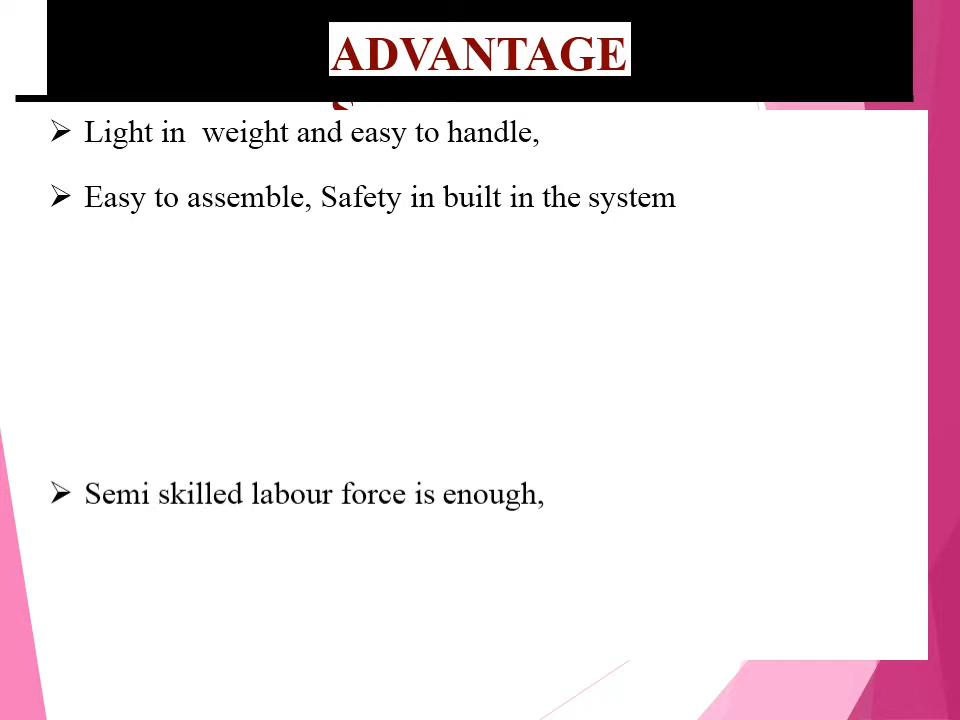 ADVANTAGE
S
➢ Light in weight and easy to handle,
➢ Easy to assemble, Safety in built in the system
➢ Semi skilled labour force is enough,